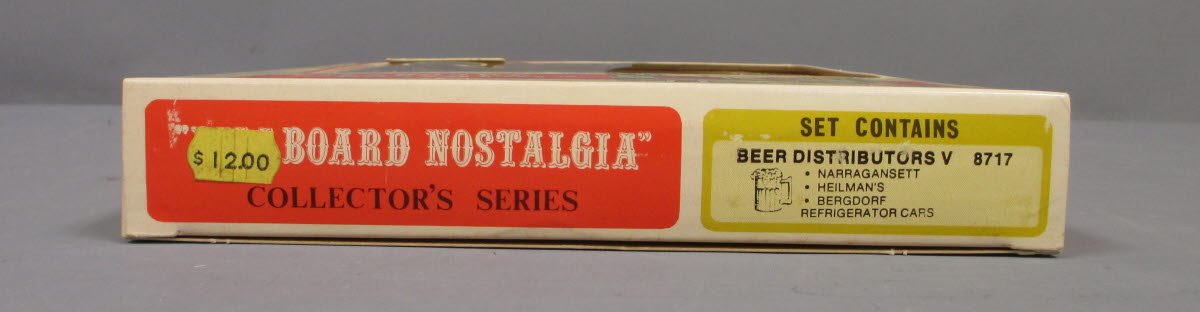 BOARD NOSTALGIA"
$12.00
COLLECTOR'S SERIES
SET CONTAINS
BEER DISTRIBUTORS V 8717
• NARRAGANSETT
• HEILMAN'S
• BERGDORF
REFRIGERATOR CARS